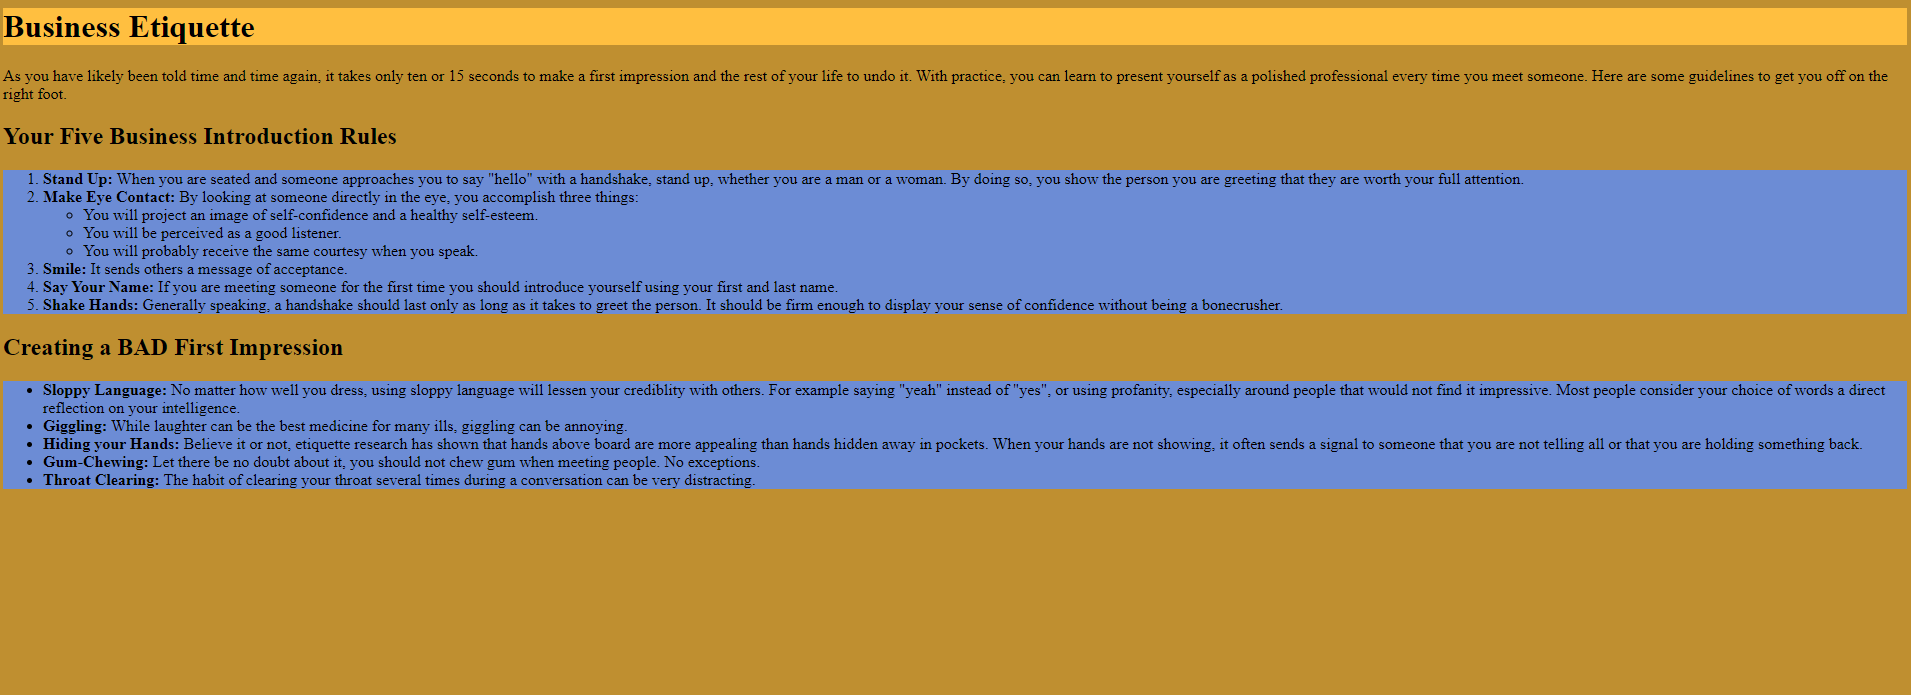 Business Etiquette
As you have likely been told time and time again, it takes only ten or 15 seconds to make a first impression and the rest of your life to undo it. With practice, you can learn to present yourself as a polished professional every time you meet someone. Here are some guidelines to get you off on the
right foot.
Your Five Business Introduction Rules
1. Stand Up: When you are seated and someone approaches you to say "hello" with a handshake, stand up, whether you are a man or a woman. By doing so, you show the person you are greeting that they are worth your full attention.
2. Make Eye Contact: By looking at someone directly in the eye, you accomplish three things:
◦ You will project an image of self-confidence and a healthy self-esteem.
◦ You will be perceived as a good listener.
◦ You will probably receive the same courtesy when you speak.
3. Smile: It sends others a message of acceptance.
4. Say Your Name: If you are meeting someone for the first time you should introduce yourself using your first and last name.
5. Shake Hands: Generally speaking, a handshake should last only as long as it takes to greet the person. It should be firm enough to display your sense of confidence without being a bonecrusher.
Creating a BAD First Impression
• Sloppy Language: No matter how well you dress, using sloppy language will lessen your crediblity with others. For example saying "yeah" instead of "yes", or using profanity, especially around people that would not find it impressive. Most people consider your choice of words a direct
reflection on your intelligence.
• Giggling: While laughter can be the best medicine for many ills, giggling can be annoying.
• Hiding your Hands: Believe it or not, etiquette research has shown that hands above board are more appealing than hands hidden away in pockets. When your hands are not showing, it often sends a signal to someone that you are not telling all or that you are holding something back.
• Gum-Chewing: Let there be no doubt about it, you should not chew gum when meeting people. No exceptions.
• Throat Clearing: The habit of clearing your throat several times during a conversation can be very distracting.